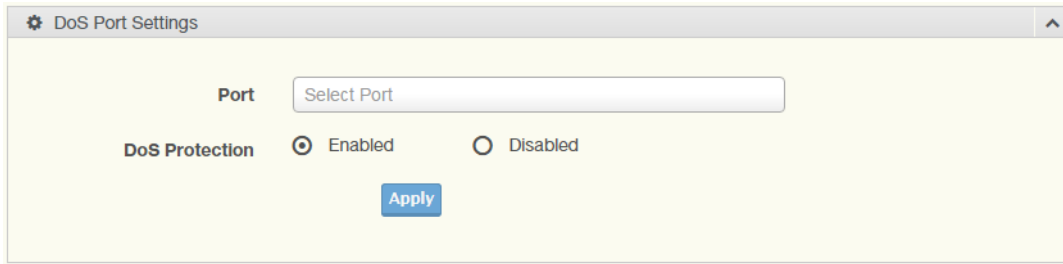 DoS Port Settings
Port Select Port
DoS Protection Enabled Disabled
Apply